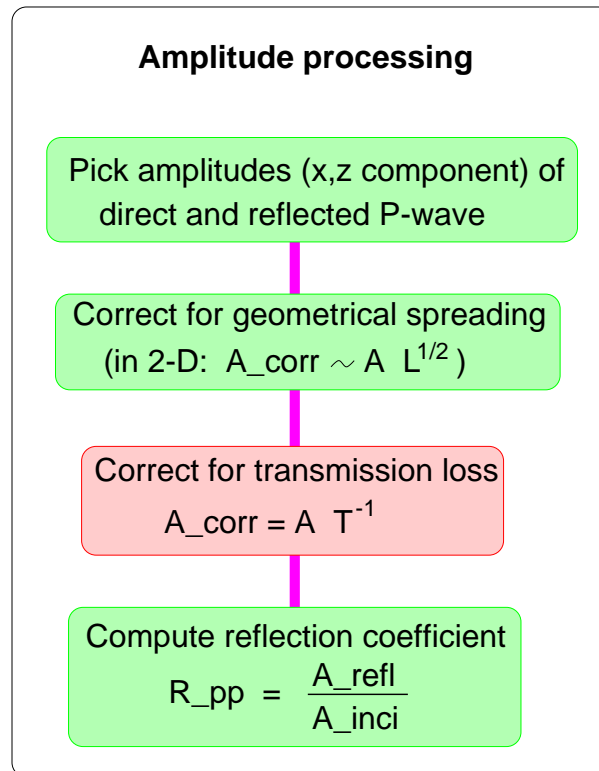 Amplitude processing
Pick amplitudes (x,z component) of
direct and reflected P-wave
Correct for geometrical spreading
(in 2-D: A_corr ∼ A L^1/2 )
Correct for transmission loss
A_corr = A T^-1
Compute reflection coefficient
R_pp = A_refl / A_inci